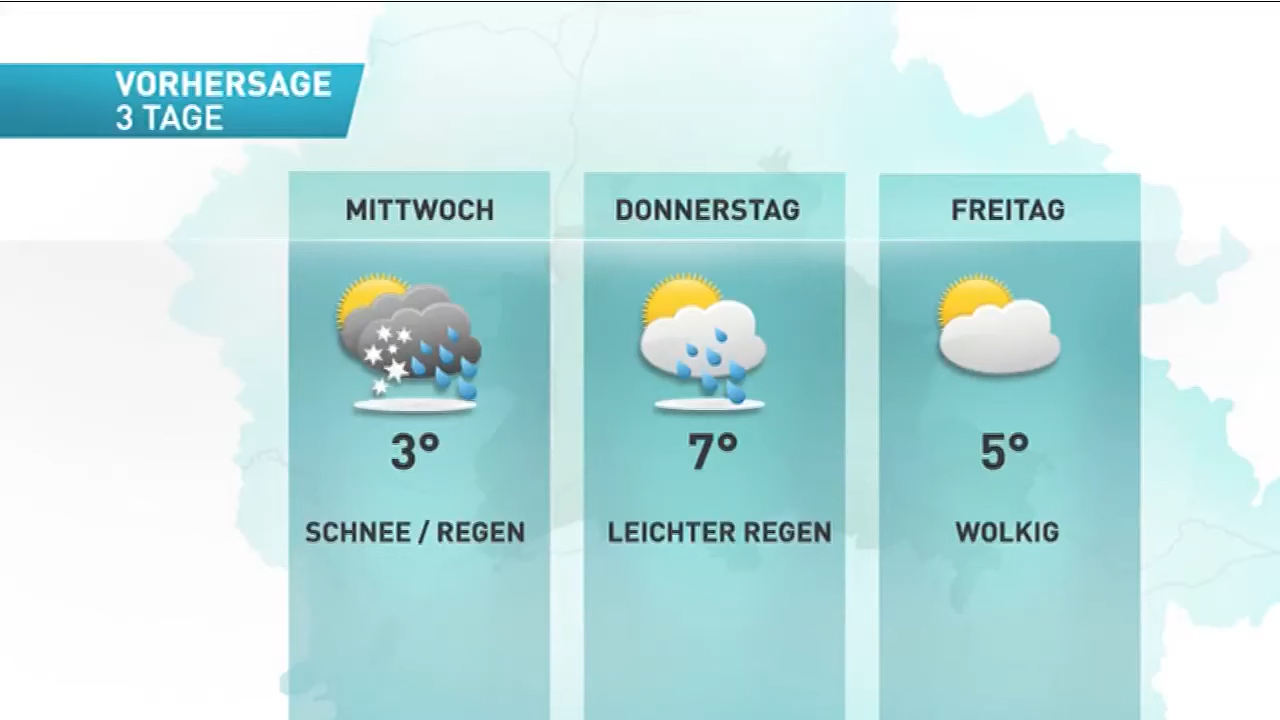 VORHERSAGE
3 TAGE
MITTWOCH
DONNERSTAG
FREITAG
3°
7°
5°
SCHNEE / REGEN
LEICHTER REGEN
WOLKIG